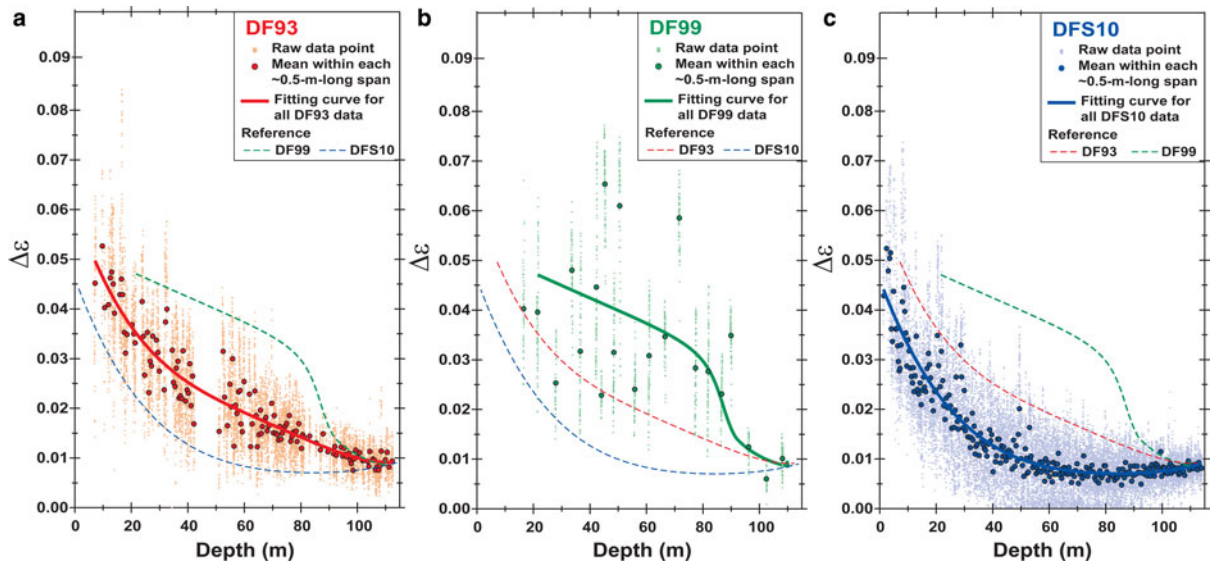 a
DF93
Raw data point
Mean within each
~0.5-m-long span
Fitting curve for
all DF93 data
Reference
DF99 DFS10
Δε
0.09
0.08
0.07
0.06
0.05
0.04
0.03
0.02
0.01
0.00
0 20 40 60 80 100
Depth (m)
b
DF99
Raw data point
Mean within each
~0.5-m-long span
Fitting curve for
all DF99 data
Reference
DF93 DFS10
Δε
0.09
0.08
0.07
0.06
0.05
0.04
0.03
0.02
0.01
0.00
0 20 40 60 80 100
Depth (m)
c
DFS10
Raw data point
Mean within each
~0.5-m-long span
Fitting curve for
all DFS10 data
Reference
DF93 DF99
Δε
0.09
0.08
0.07
0.06
0.05
0.04
0.03
0.02
0.01
0.00
0 20 40 60 80 100
Depth (m)